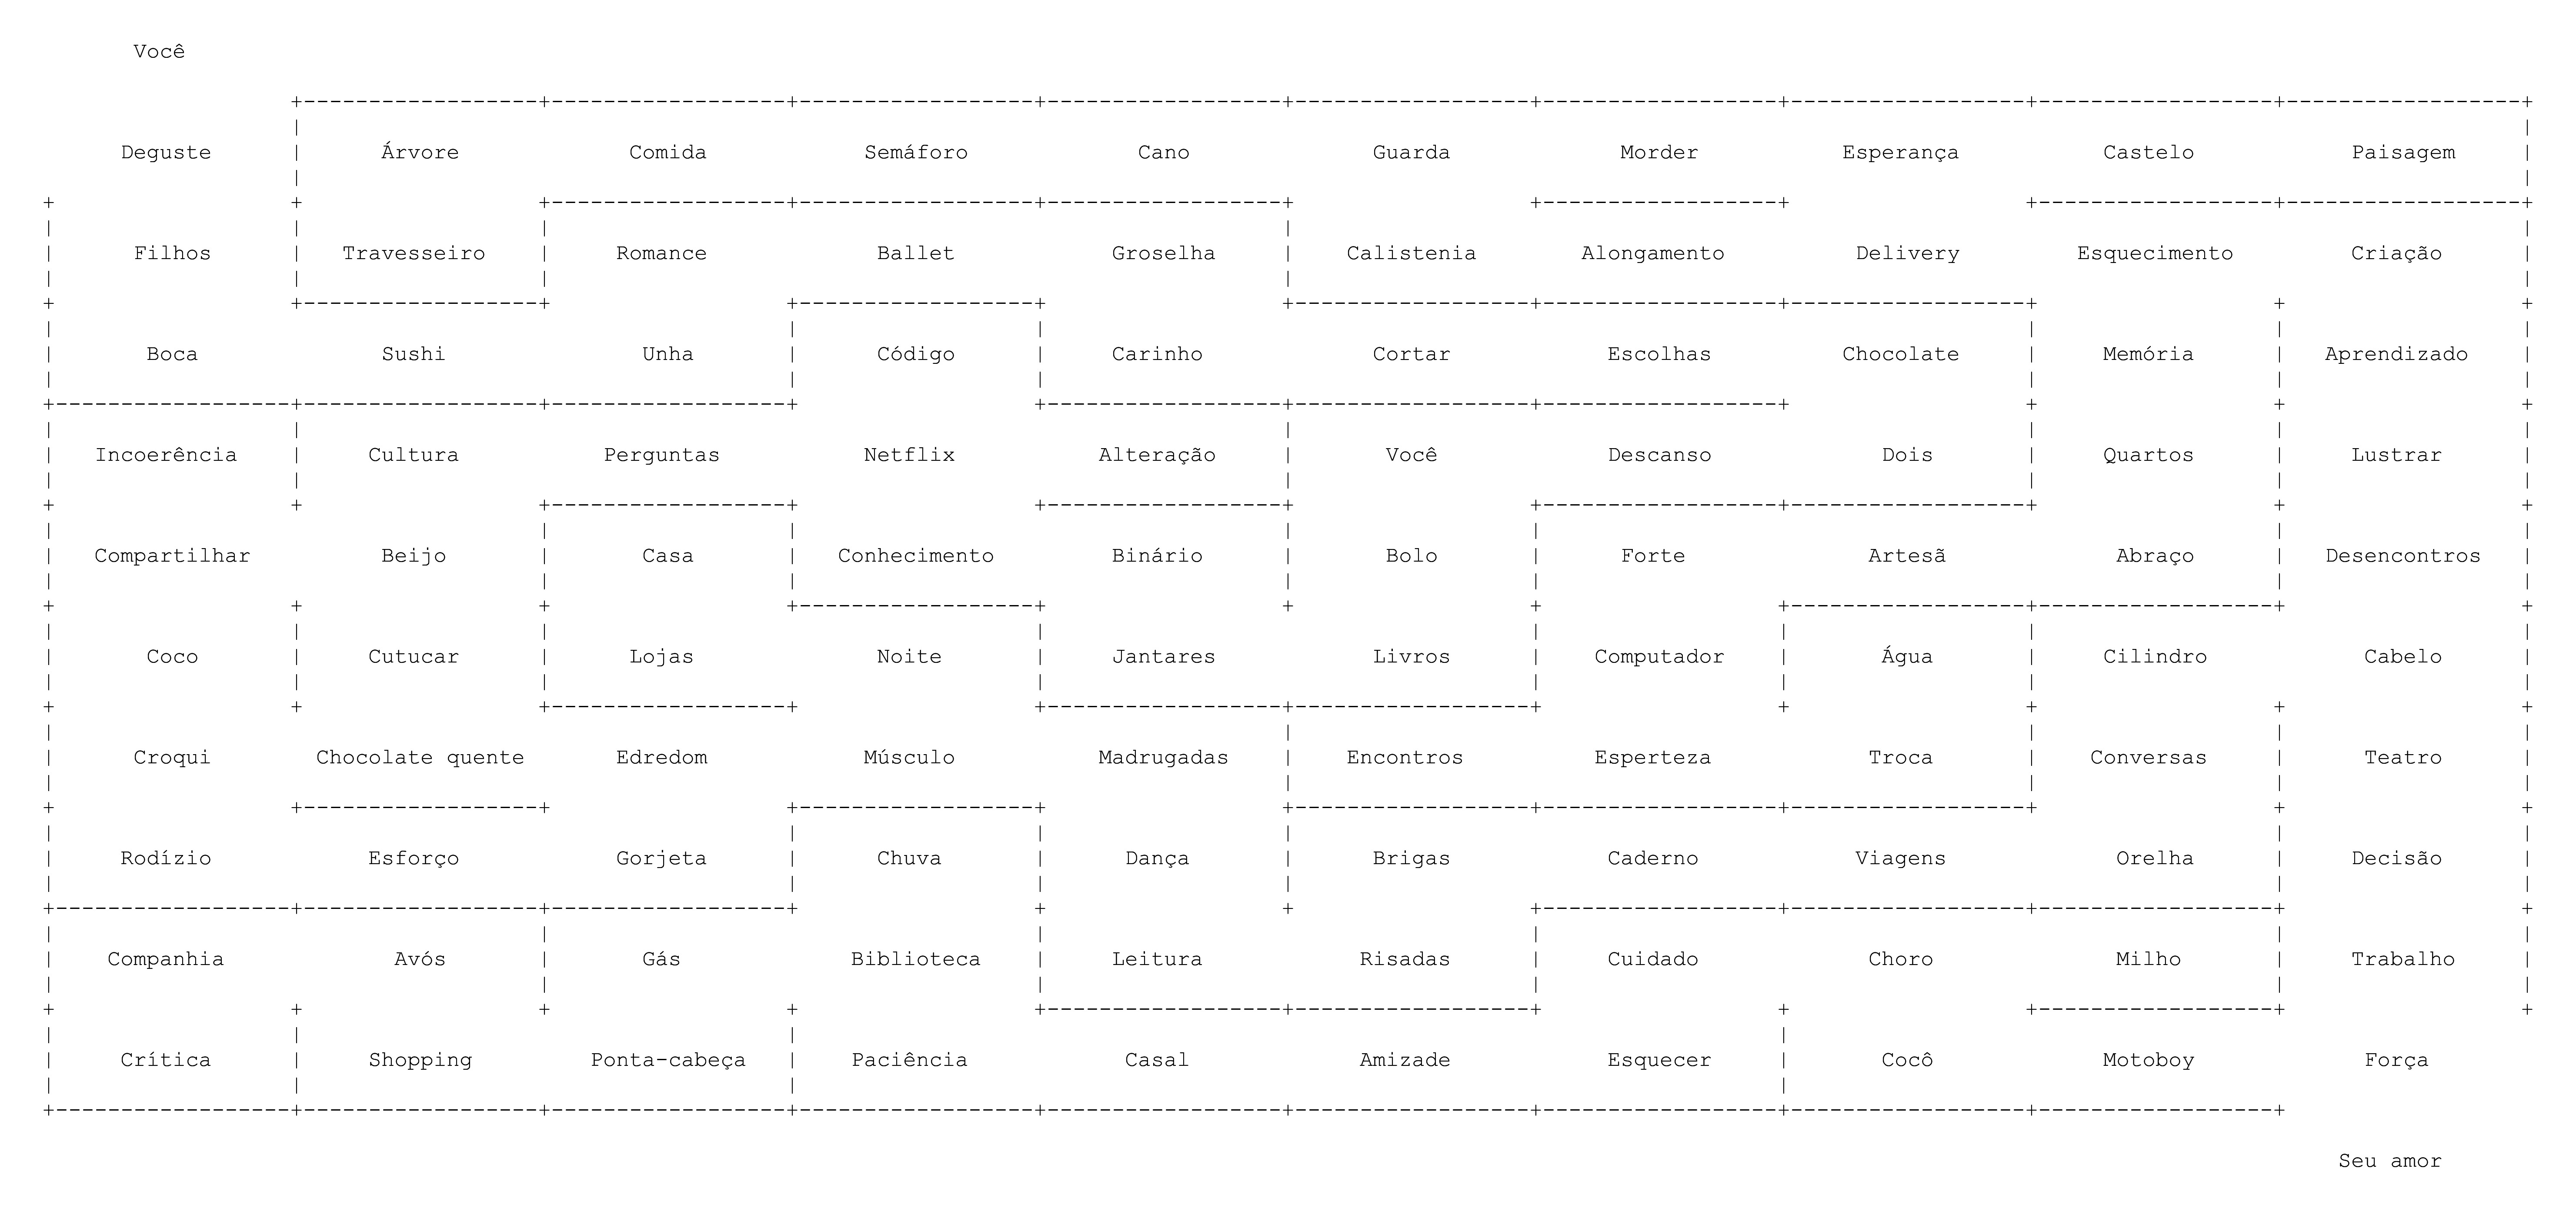 Você
Deguste Árvore Comida Semáforo Cano Guarda Morder Esperança Castelo Paisagem
Filhos Travesseiro Romance Ballet Groselha Calistenia Alongamento Delivery Esquecimento Criação
Boca Sushi Unha Código Carinho Cortar Escolhas Chocolate Memória Aprendizado
Incoerência Cultura Perguntas Netflix Alteração Você Descanso Dois Quartos Lustrar
Compartilhar Beijo Casa Conhecimento Binário Bolo Forte Artesã Abraço Desencontros
Coco Cutucar Lojas Noite Jantares Livros Computador Água Cilindro Cabelo
Croqui Chocolate quente Edredom Músculo Madrugadas Encontros Esperteza Troca Conversas Teatro
Rodízio Esforço Gorjeta Chuva Dança Brigas Caderno Viagens Orelha Decisão
Companhia Avós Gás Biblioteca Leitura Risadas Cuidado Choro Milho Trabalho
Crítica Shopping Ponta-cabeça Paciência Casal Amizade Esquecer Cocô Motoboy Força
Seu amor